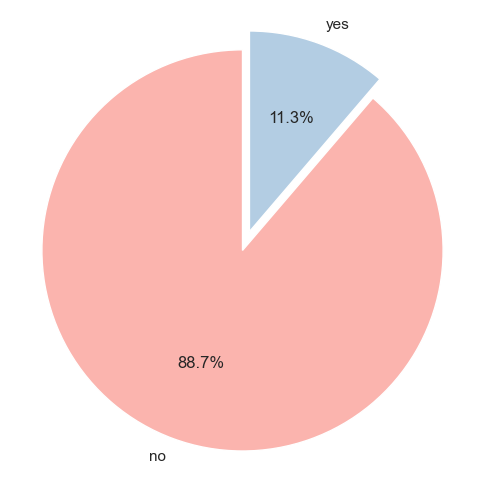 yes
11.3%
88.7%
no